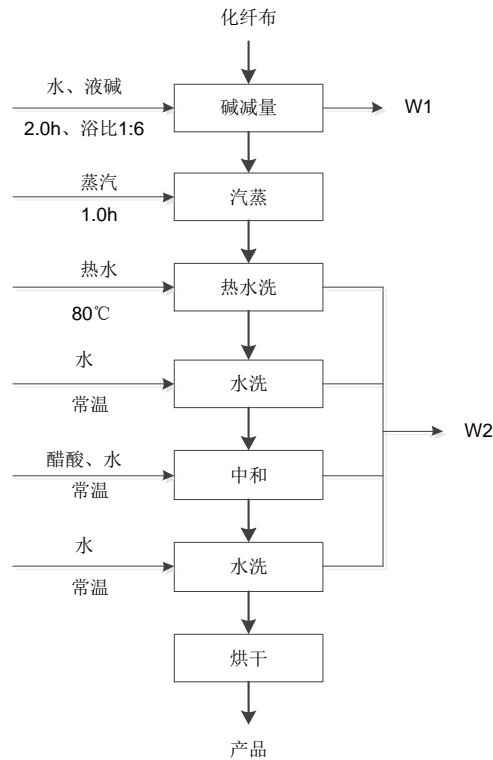 化纤布
水、液碱
碱减量
W1
2.0h、浴比1:6
蒸汽
汽蒸
1.0h
热水
热水洗
80℃
水
水洗
常温
W2
醋酸、水
中和
常温
水
水洗
常温
烘干
产品